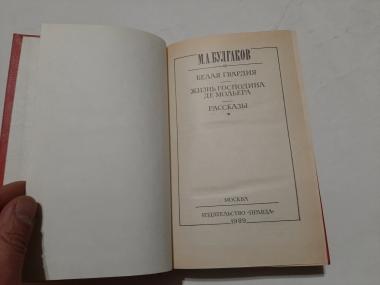 М.А.БУЛГАКОВ
БЕЛАЯ ГВАРДИЯ
ЖИЗНЬ ГОСПОДИНА
ДЕ МОЛЬЕРА
РАССКАЗЫ
МОСКВА
ИЗДАТЕЛЬСТВО «ПРАВДА»
1989